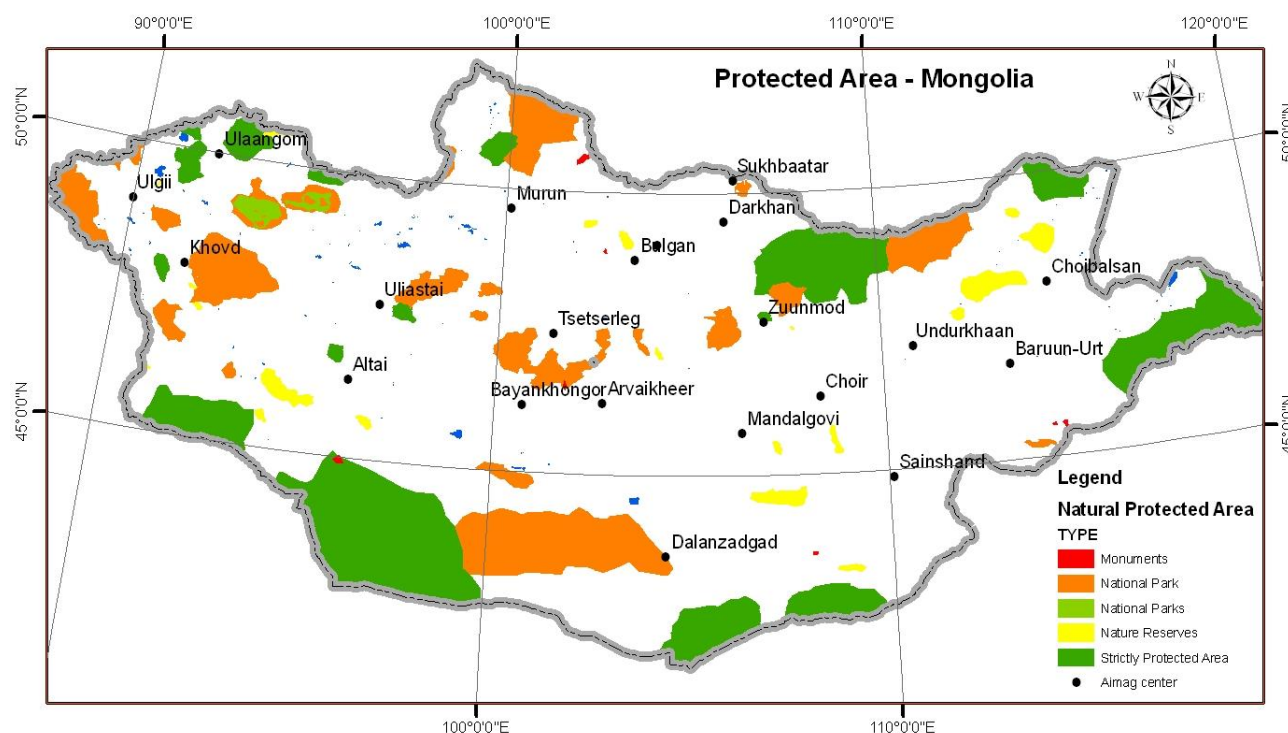 90°0'0"E
100°0'0"E
110°0'0"E
120°0'0"E
Protected Area - Mongolia
N
W
E
S
50°0'0"N
50°0'0"N
Ulaangom
Ulgii
Sukhbaatar
Murun
Darkhan
Khovd
Bulgan
Choibalsan
Uliastai
Zuunmod
Tsetserleg
Undurkhaan
Baruun-Urt
Altai
Choir
Bayankhongor
Arvaikheer
45°0'0"N
45°0'0"N
Mandalgovi
Sainshand
Dalanzadgad
Legend
Natural Protected Area
TYPE
Monuments
National Park
National Parks
Nature Reserves
Strictly Protected Area
Aimag center
100°0'0"E
110°0'0"E